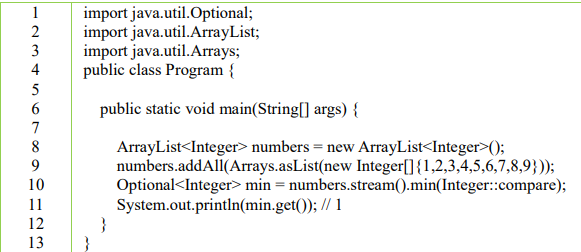 1 import java.util.Optional;
2 import java.util.ArrayList;
3 import java.util.Arrays;
4 public class Program {
5
6 public static void main(String[] args) {
7
8 ArrayList<Integer> numbers = new ArrayList<Integer>();
9 numbers.addAll(Arrays.asList(new Integer[]{1,2,3,4,5,6,7,8,9}));
10 Optional<Integer> min = numbers.stream().min(Integer::compare);
11 System.out.println(min.get()); // 1
12 }
13 }